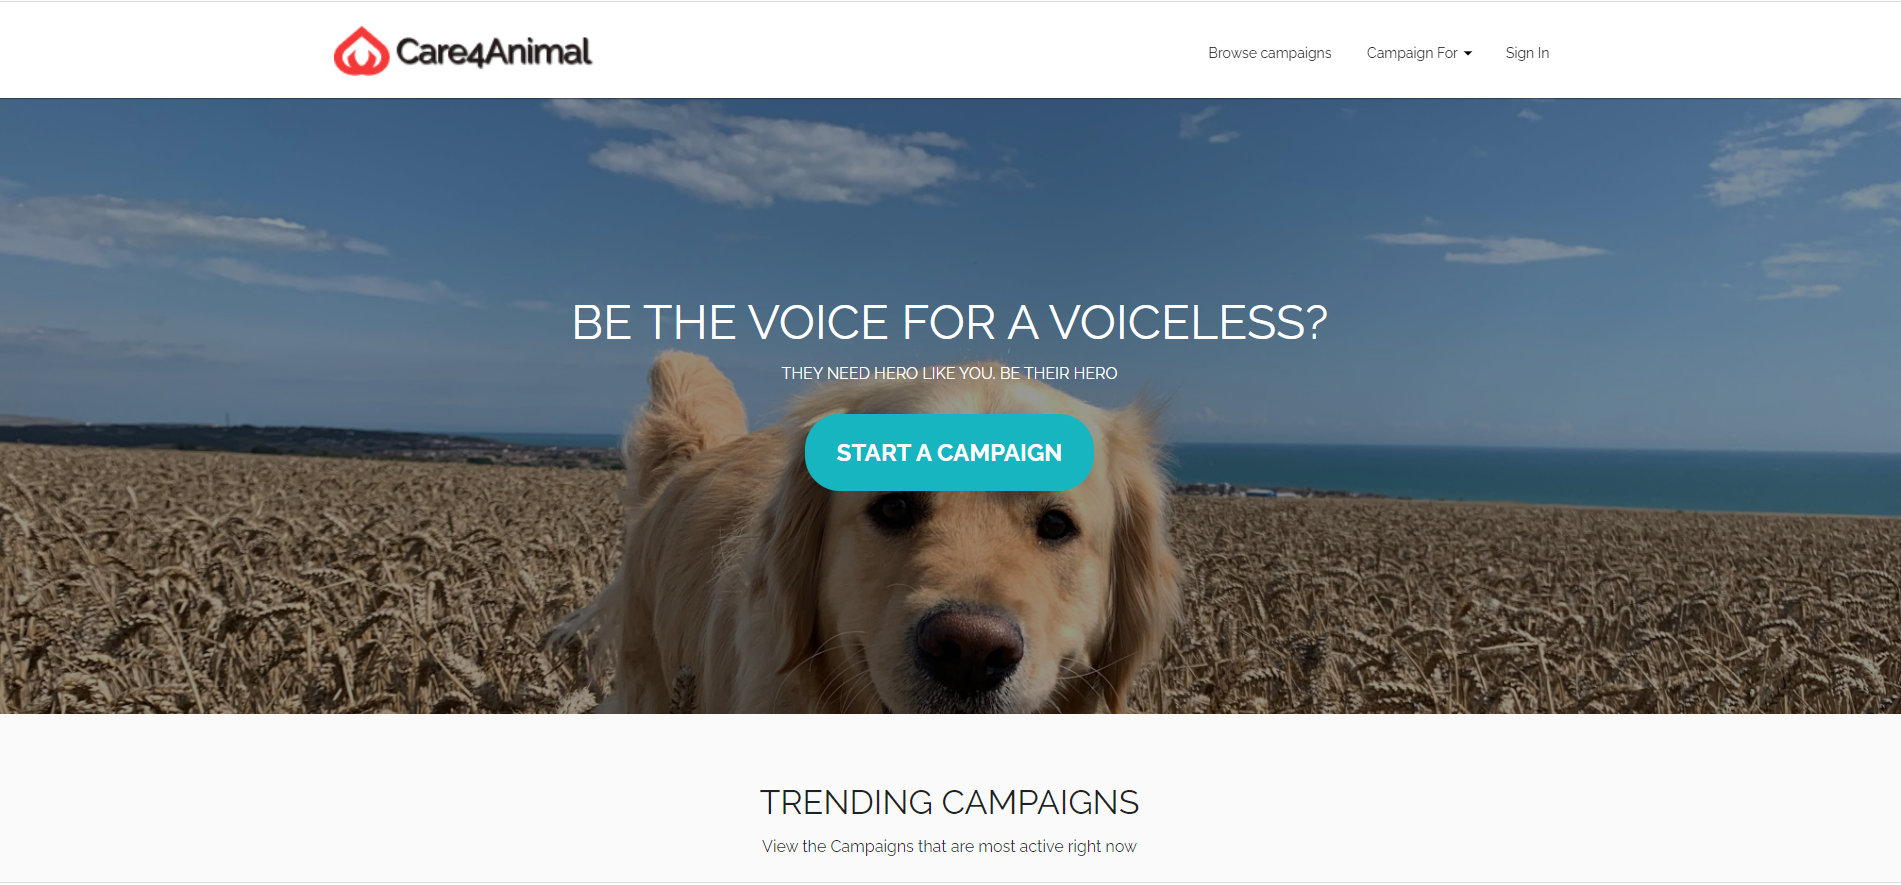 Care4Animal
Browse campaigns
Campaign For
Sign In
BE THE VOICE FOR A VOICELESS?
THEY NEED HERO LIKE YOU. BE THEIR HERO
START A CAMPAIGN
TRENDING CAMPAIGNS
View the Campaigns that are most active right now